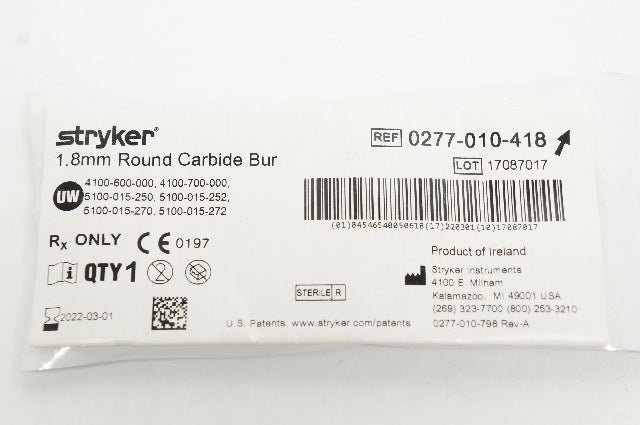 stryker®
1.8mm Round Carbide Bur
REF 0277-010-418
LOT 17087017
UW
4100-600-000, 4100-700-000,
5100-015-250, 5100-015-252,
5100-015-270, 5100-015-272
(01)04546540050618(17)220301(10)17087017
Rx ONLY CE 0197
QTY 1 2
STERILE R
2022-03-01
U.S. Patents: www.stryker.com/patents
Product of Ireland
Stryker Instruments
4100 E. Milham
Kalamazoo, MI 49001 USA
(269) 323-7700 (800) 253-3210
0277-010-798 Rev-A